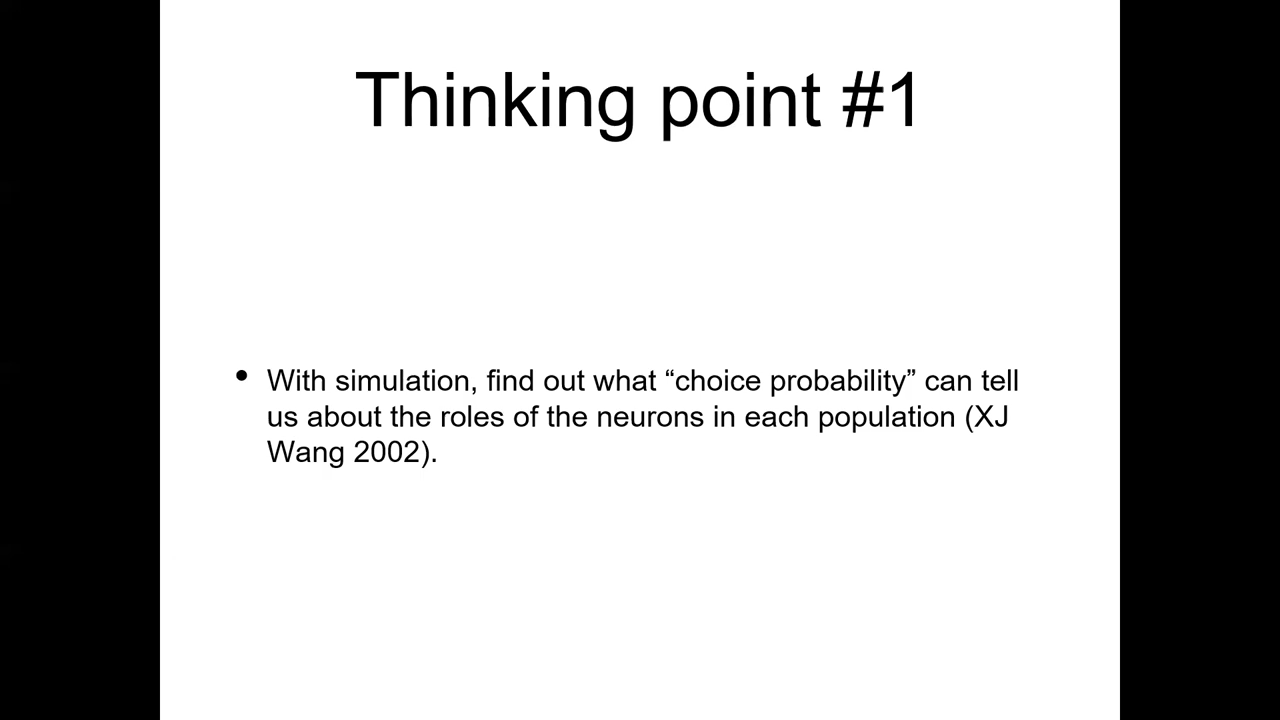 Thinking point #1
• With simulation, find out what “choice probability” can tell
us about the roles of the neurons in each population (XJ
Wang 2002).